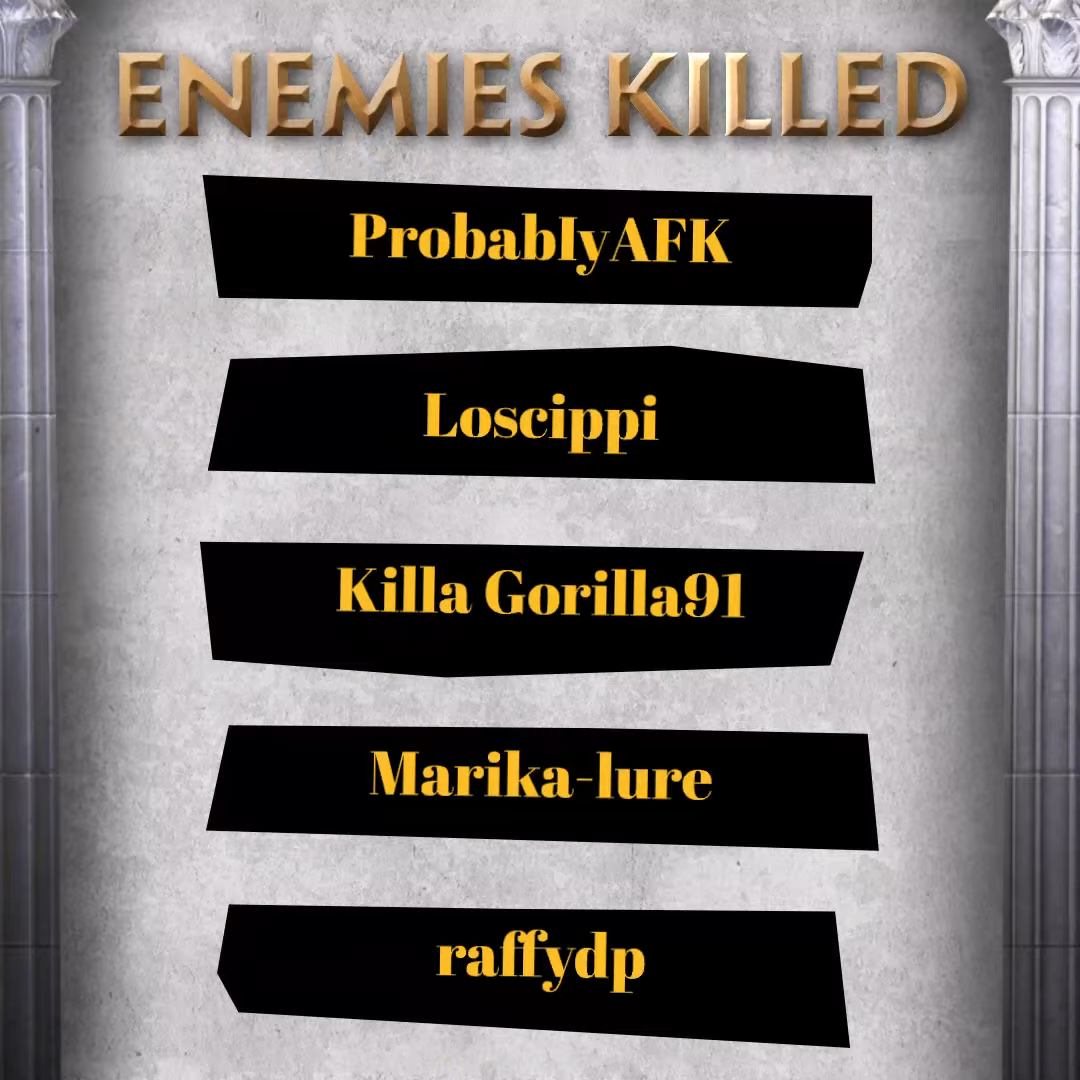 ENEMIES KILLED
ProbablyAFK
Loscippi
Killa Gorilla91
Marika-lure
raffydp